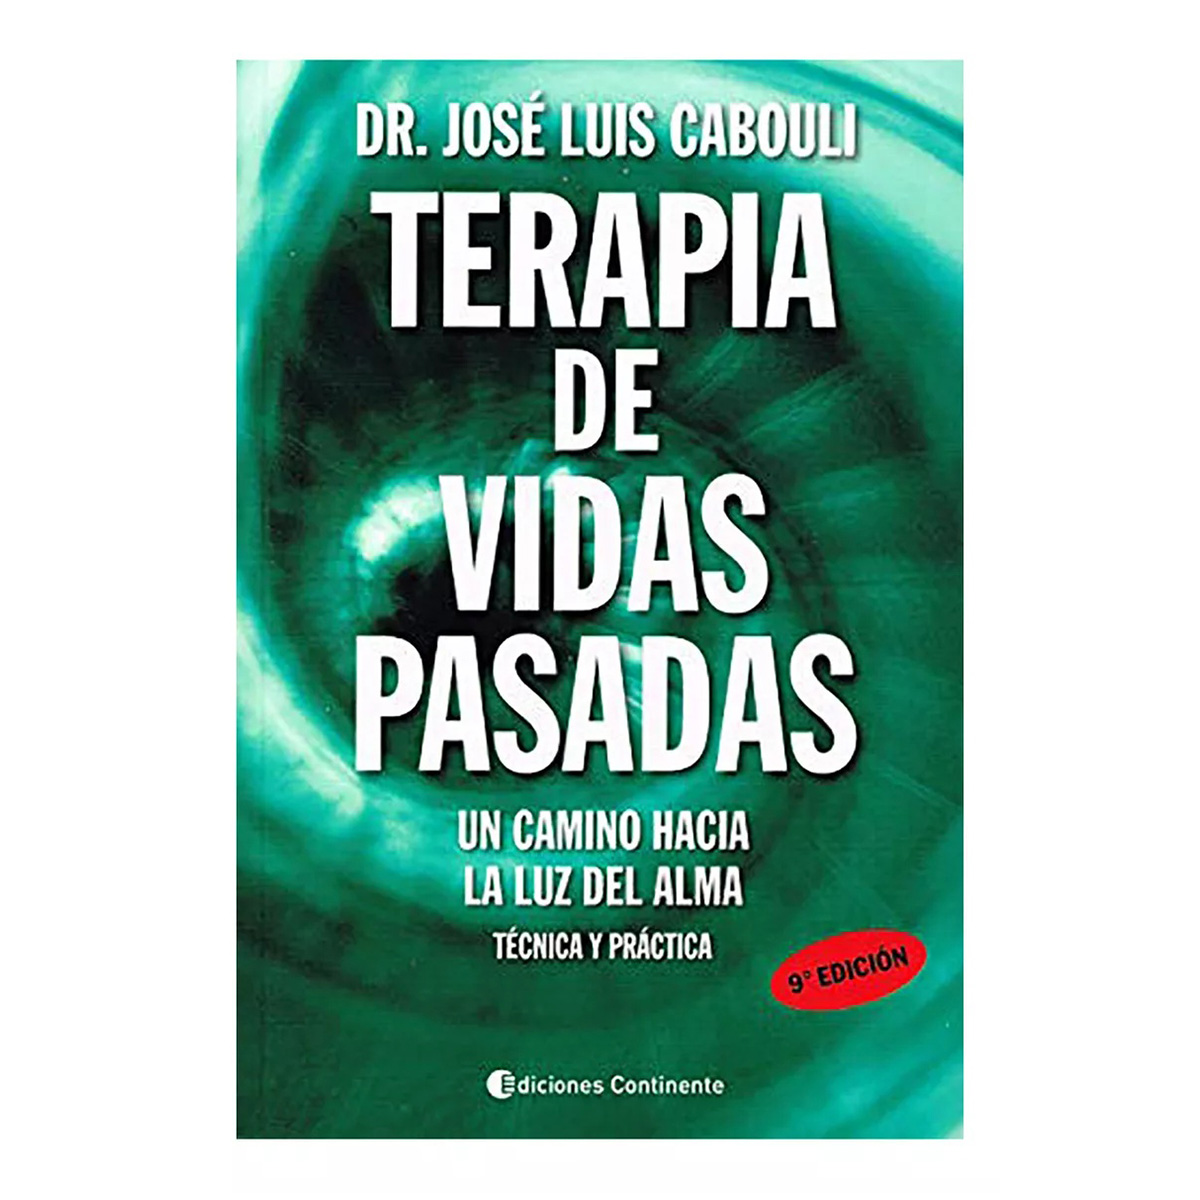 DR. JOSÉ LUIS CABOULI
TERAPIA
DE
VIDAS
PASADAS
UN CAMINO HACIA
LA LUZ DEL ALMA
TÉCNICA Y PRÁCTICA
9° EDICIÓN
Ediciones Continente